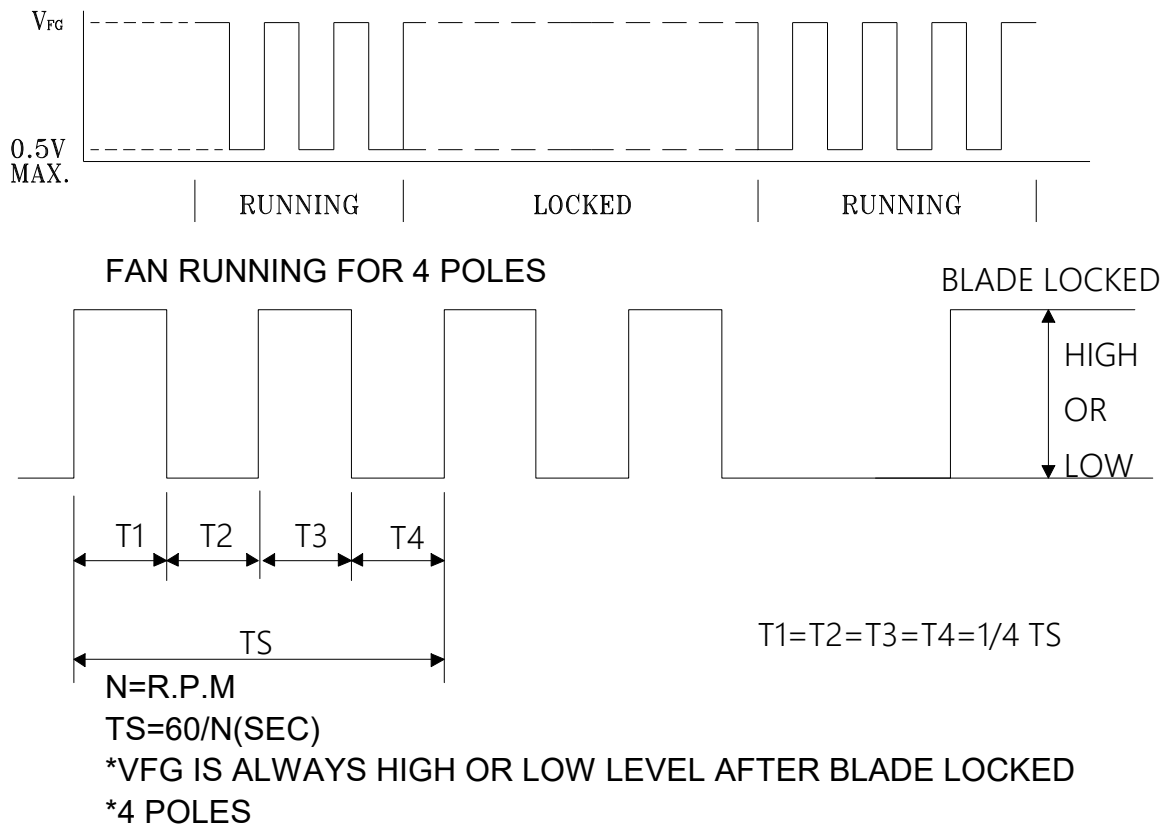 VFG
0.5V
MAX.
RUNNING LOCKED RUNNING
FAN RUNNING FOR 4 POLES
BLADE LOCKED
HIGH
OR
LOW
T1 T2 T3 T4
TS
T1=T2=T3=T4=1/4 TS
N=R.P.M
TS=60/N(SEC)
*VFG IS ALWAYS HIGH OR LOW LEVEL AFTER BLADE LOCKED
*4 POLES